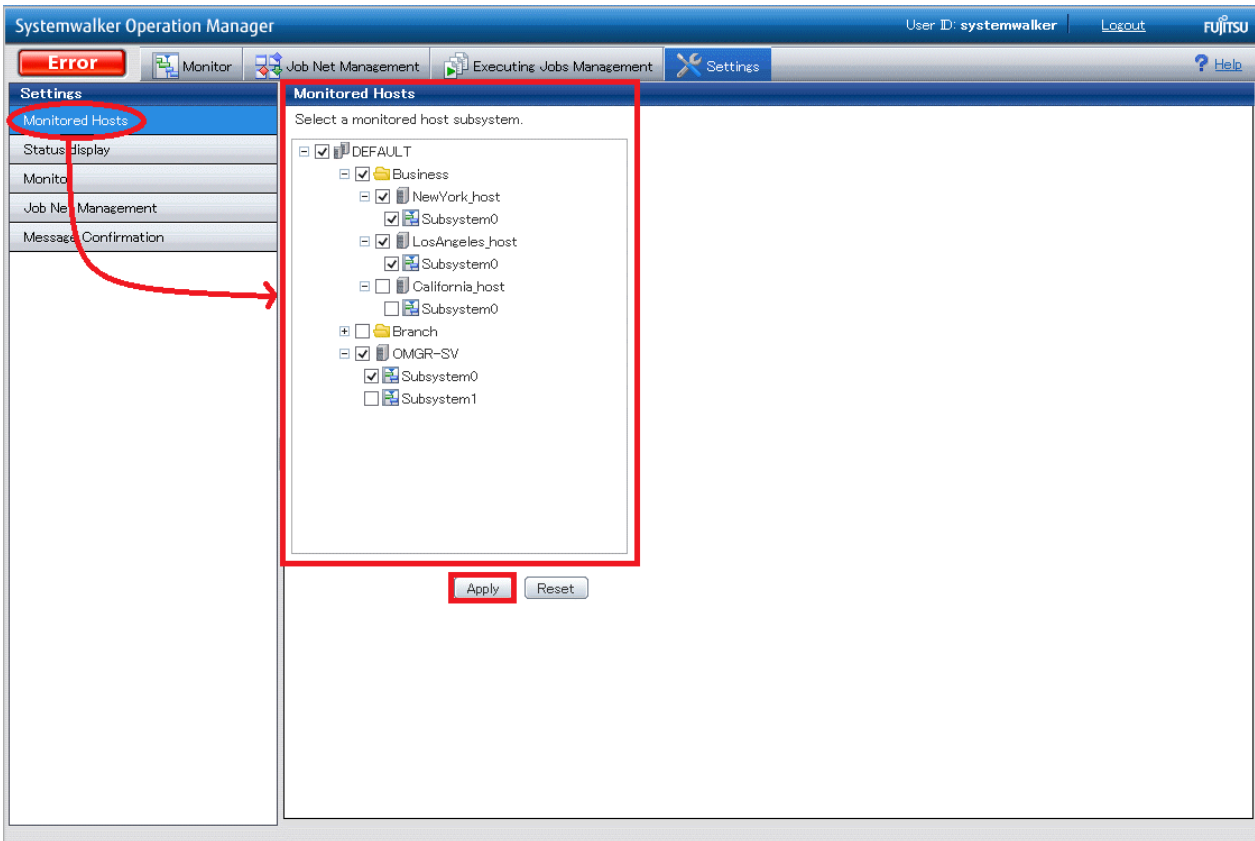 Systemwalker Operation Manager User ID: systemwalker Logout FUJITSU
Error Monitor Job Net Management Executing Jobs Management Settings ? Help
Settings
Monitored Hosts
Status display
Monitor
Job Net Management
Message Confirmation
Monitored Hosts
Select a monitored host subsystem.
DEFAULT
Business
NewYork_host
Subsystem0
LosAngeles_host
Subsystem0
California_host
Subsystem0
Branch
OMGR-SV
Subsystem0
Subsystem1
Apply Reset